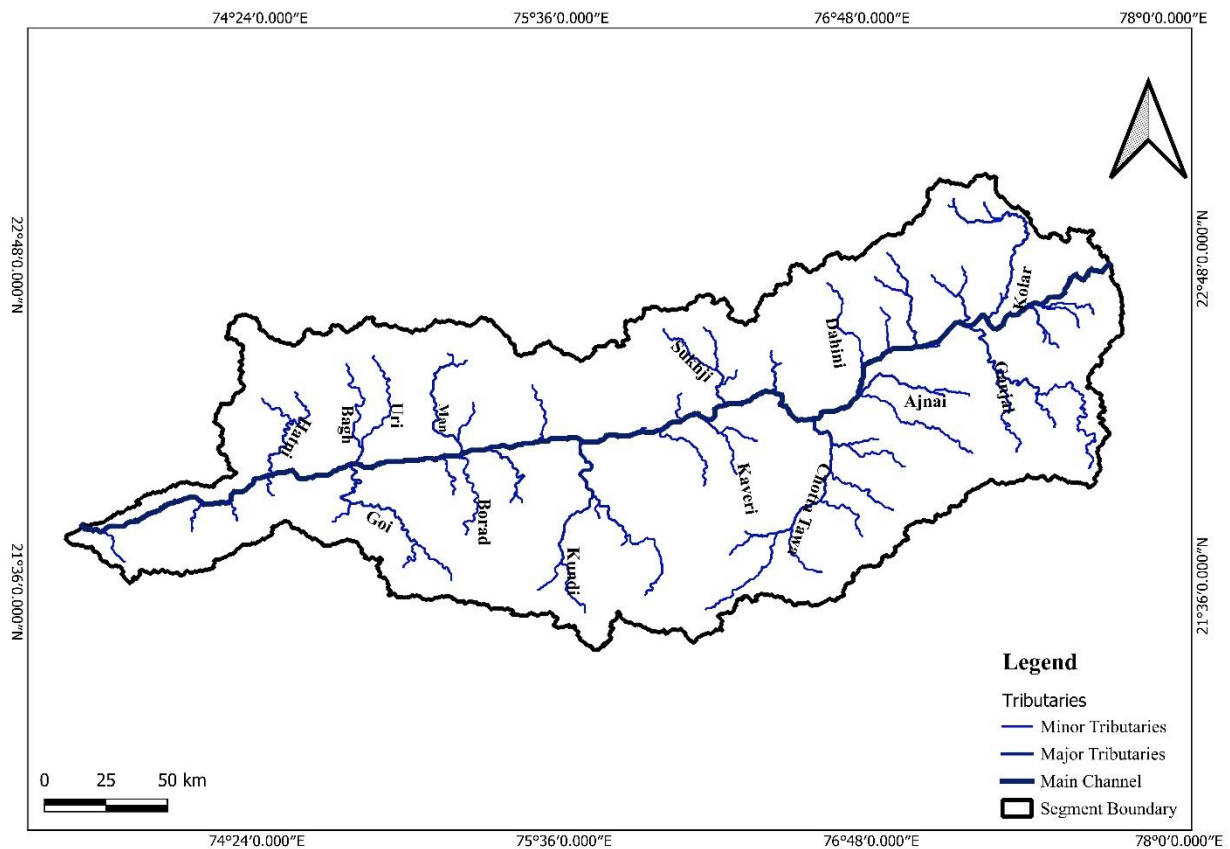 74°24'0.000"E 75°36'0.000"E 76°48'0.000"E 78°0'0.000"E
22°48'0.000"N
22°48'0.000"N
Kolar
Dahini
Sukhji
Ganjal
Ajnai
Hatni
Bagh
Uri
Man
Kaveri
Chotta Tawa
Goi
Borad
Kundi
21°36'0.000"N
21°36'0.000"N
Legend
Tributaries
Minor Tributaries
Major Tributaries
Main Channel
Segment Boundary
0 25 50 km
74°24'0.000"E 75°36'0.000"E 76°48'0.000"E 78°0'0.000"E